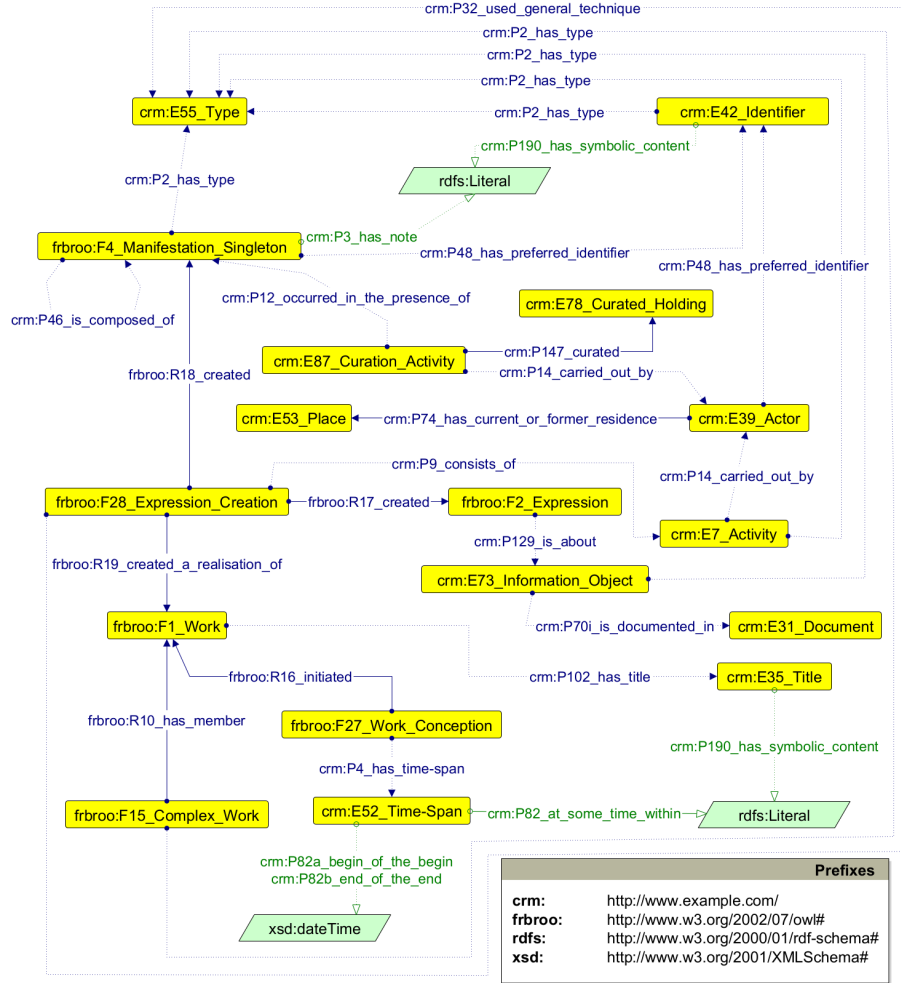 crm:P32_used_general_technique
crm:P2_has_type
crm:P2_has_type
crm:P2_has_type
crm:E55_Type
crm:P2_has_type
crm:E42_Identifier
crm:P190_has_symbolic_content
rdfs:Literal
crm:P2_has_type
frbroo:F4_Manifestation_Singleton
crm:P3_has_note
crm:P48_has_preferred_identifier
crm:P48_has_preferred_identifier
crm:P12_occurred_in_the_presence_of
crm:E78_Curated_Holding
crm:P46_is_composed_of
crm:E87_Curation_Activity
crm:P147_curated
crm:P14_carried_out_by
frbroo:R18_created
crm:E53_Place
crm:P74_has_current_or_former_residence
crm:E39_Actor
crm:P9_consists_of
crm:P14_carried_out_by
frbroo:F28_Expression_Creation
frbroo:R17_created
frbroo:F2_Expression
crm:E7_Activity
crm:P129_is_about
frbroo:R19_created_a_realisation_of
crm:E73_Information_Object
frbroo:F1_Work
crm:P70i_is_documented_in
crm:E31_Document
frbroo:R16_initiated
crm:P102_has_title
crm:E35_Title
frbroo:R10_has_member
frbroo:F27_Work_Conception
crm:P190_has_symbolic_content
crm:P4_has_time-span
frbroo:F15_Complex_Work
crm:E52_Time-Span
crm:P82_at_some_time_within
rdfs:Literal
crm:P82a_begin_of_the_begin
crm:P82b_end_of_the_end
xsd:dateTime
Prefixes
crm: http://www.example.com/
frbroo: http://www.w3.org/2002/07/owl#
rdfs: http://www.w3.org/2000/01/rdf-schema#
xsd: http://www.w3.org/2001/XMLSchema#